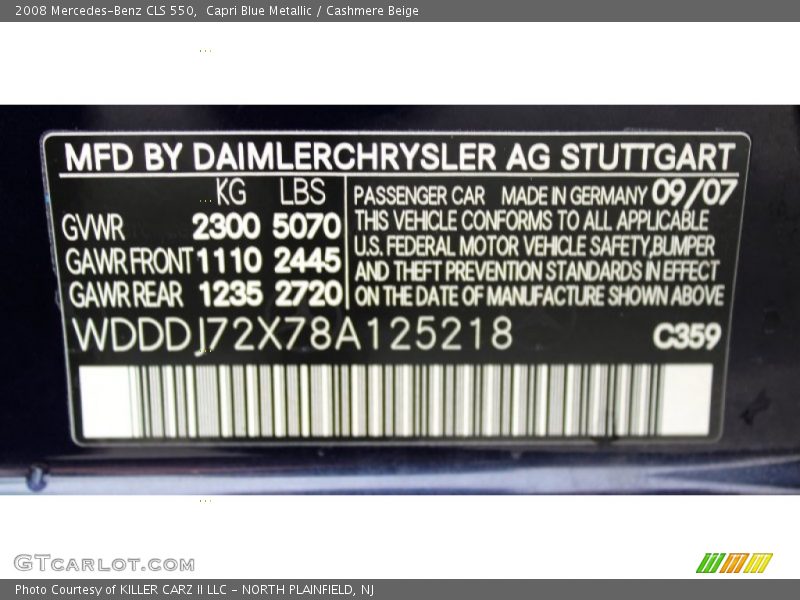 2008 Mercedes-Benz CLS 550,  Capri Blue Metallic / Cashmere Beige
MFD BY DAIMLERCHRYSLER AG STUTTGART
KG LBS
GVWR 2300 5070
GAWR FRONT 1110 2445
GAWR REAR 1235 2720
PASSENGER CAR MADE IN GERMANY 09/07
THIS VEHICLE CONFORMS TO ALL APPLICABLE
U.S. FEDERAL MOTOR VEHICLE SAFETY,BUMPER
AND THEFT PREVENTION STANDARDS IN EFFECT
ON THE DATE OF MANUFACTURE SHOWN ABOVE
WDDDJ72X78A125218 C359
GTCARLOT.COM
Photo Courtesy of KILLER CARZ II LLC - NORTH PLAINFIELD, NJ